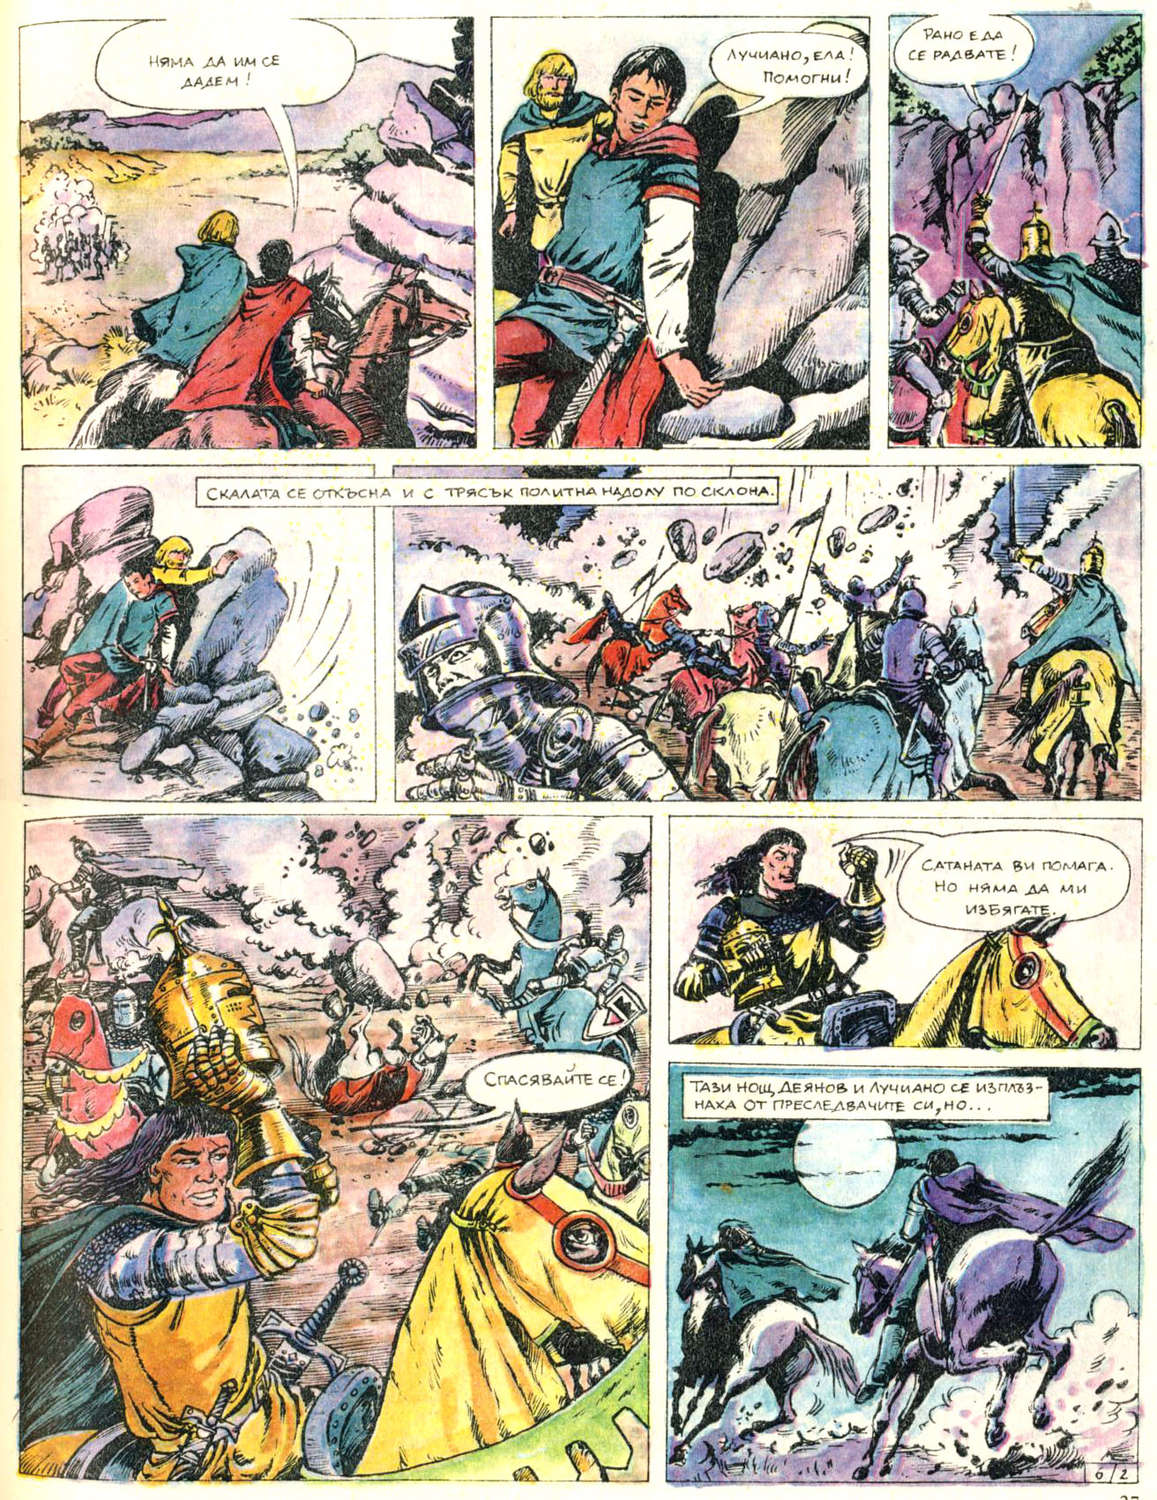 НЯМА ДА ИМ СЕ
ДАДЕМ!
ЛУЧИАНО, ЕЛА!
ПОМОГНИ!
РАНО Е ДА
СЕ РАДВАТЕ!
СКАЛАТА СЕ ОТКЪСНА И С ТРЯСЪК ПОЛИТНА НАДОЛУ ПО СКЛОНА.
СПАСЯВАЙТЕ СЕ!
САТАНАТА ВИ ПОМАГА.
НО НЯМА ДА МИ
ИЗБЯГАТЕ.
ТАЗИ НОЩ ДЕЯНОВ И ЛУЧИАНО СЕ ИЗПЛЪЗ-
НАХА ОТ ПРЕСЛЕДВАЧИТЕ СИ, НО...
6/2